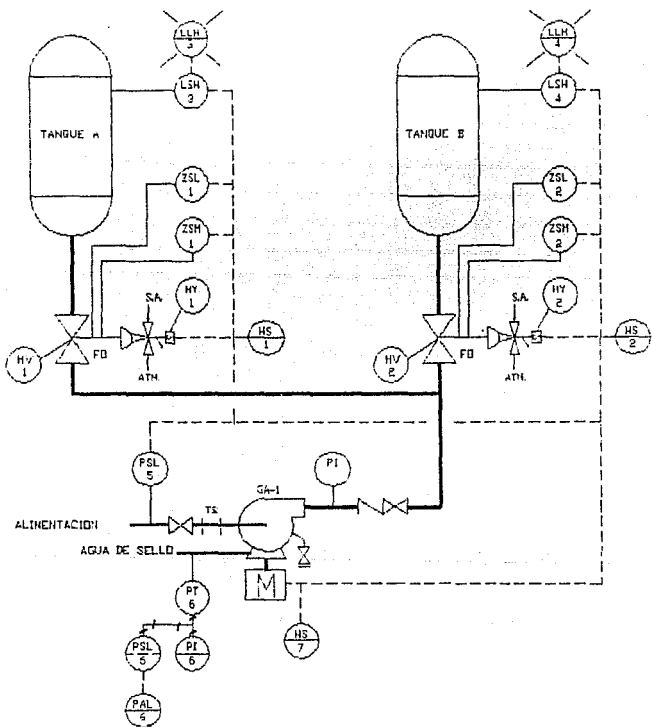 LLH
3
LLH
4
LSH
3
LSH
4
TANQUE A
TANQUE B
ZSL
1
ZSL
2
ZSH
1
ZSH
2
S.A.
HY
1
S.A.
HY
2
HV
1
FO
HS
1
HV
2
FO
HS
2
ATM.
ATM.
PSL
5
PI
GA-1
TS
ALIMENTACION
AGUA DE SELLO
M
PT
6
HS
7
PSL
6
PI
6
PAL
6